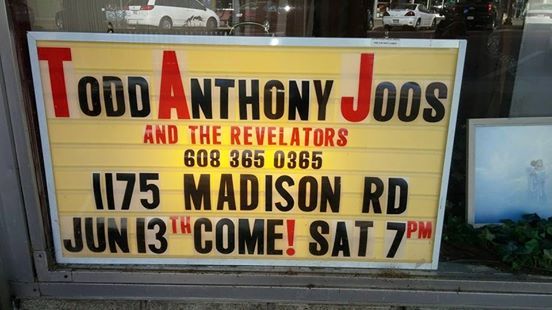 TODD ANTHONY JOOS
AND THE REVELATORS
608 365 0365
1175 MADISON RD
JUN 13TH COME! SAT 7PM